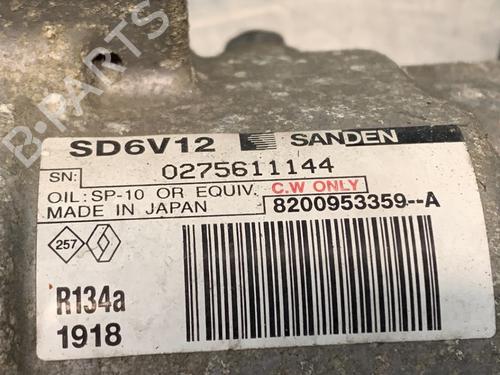 B-PARTS
SD6V12 SANDEN
SN: 0275611144
OIL: SP-10 OR EQUIV. C.W ONLY
MADE IN JAPAN 8200953359--A
257
R134a
1918